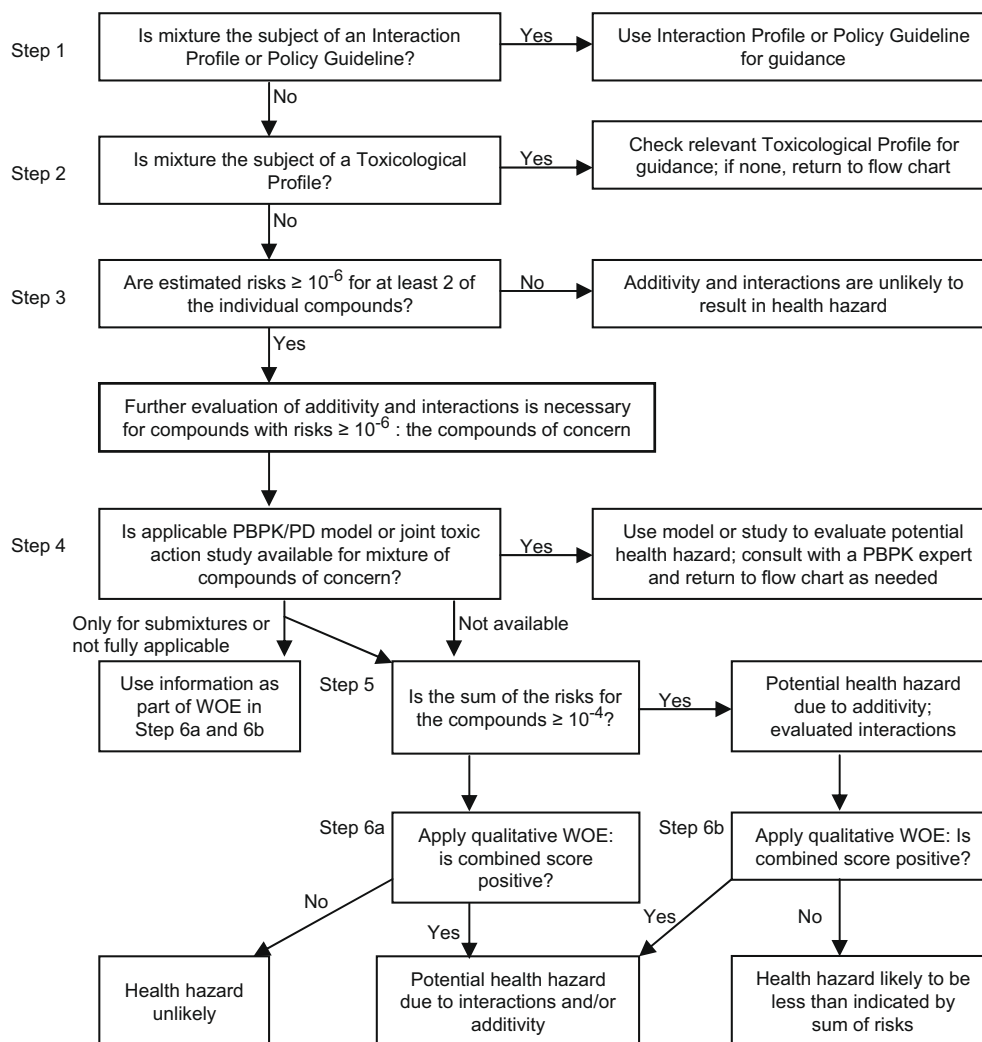 Step 1
Is mixture the subject of an Interaction
Profile or Policy Guideline?
Yes
Use Interaction Profile or Policy Guideline
for guidance
No
Step 2
Is mixture the subject of a Toxicological
Profile?
Yes
Check relevant Toxicological Profile for
guidance; if none, return to flow chart
No
Step 3
Are estimated risks ≥ 10⁻⁶ for at least 2 of
the individual compounds?
No
Additivity and interactions are unlikely to
result in health hazard
Yes
Further evaluation of additivity and interactions is necessary
for compounds with risks ≥ 10⁻⁶ : the compounds of concern
Step 4
Is applicable PBPK/PD model or joint toxic
action study available for mixture of
compounds of concern?
Yes
Use model or study to evaluate potential
health hazard; consult with a PBPK expert
and return to flow chart as needed
Only for submixtures or
not fully applicable
Not available
Use information as
part of WOE in
Step 6a and 6b
Step 5
Is the sum of the risks for
the compounds ≥ 10⁻⁴?
Yes
Potential health hazard
due to additivity;
evaluated interactions
Step 6a
Apply qualitative WOE:
is combined score
positive?
Step 6b
Apply qualitative WOE: Is
combined score positive?
No
Yes
Yes
No
Health hazard
unlikely
Potential health hazard
due to interactions and/or
additivity
Health hazard likely to be
less than indicated by
sum of risks